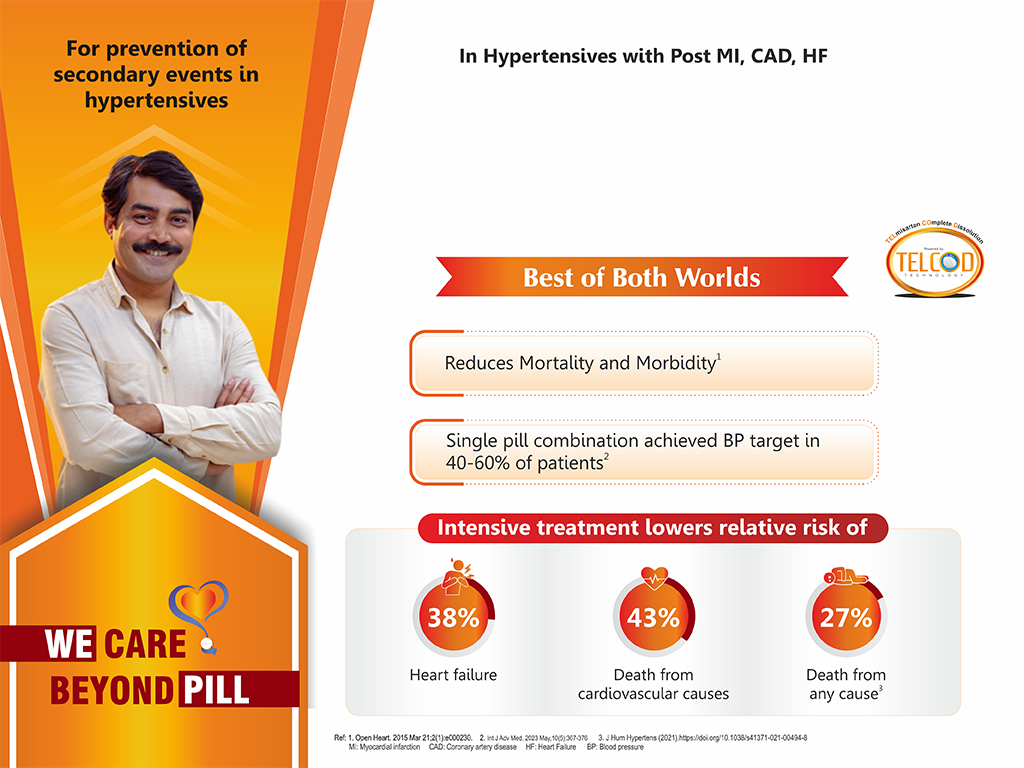 For prevention of
secondary events in
hypertensives
In Hypertensives with Post MI, CAD, HF
TELmisartan COmplete Dissolution
Powered by
TELCOD
TECHNOLOGY
Best of Both Worlds
Reduces Mortality and Morbidity1
Single pill combination achieved BP target in
40-60% of patients2
Intensive treatment lowers relative risk of
38%
Heart failure
43%
Death from
cardiovascular causes
27%
Death from
any cause3
WE CARE
BEYOND PILL
Ref: 1. Open Heart. 2015 Mar 21;2(1):e000230. 2. Int J Adv Med. 2023 May,10(5):367-376 3. J Hum Hypertens (2021).https://doi.org/10.1038/s41371-021-00494-8
MI: Myocardial infarction CAD: Coronary artery disease HF: Heart Failure BP: Blood pressure